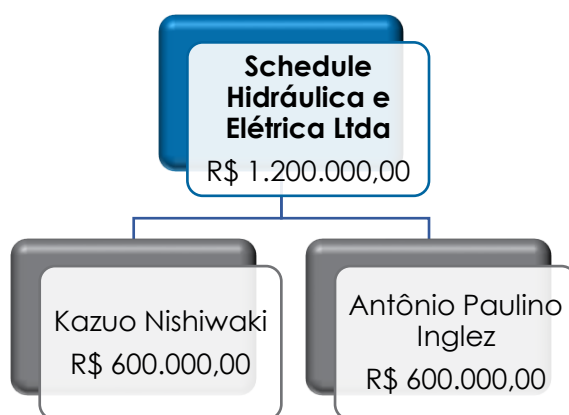 Schedule
Hidráulica e
Elétrica Ltda
R$ 1.200.000,00
Kazuo Nishiwaki
R$ 600.000,00
Antônio Paulino
Inglez
R$ 600.000,00